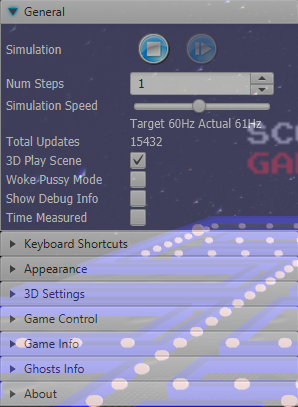 General
Simulation
Num Steps 1
Simulation Speed
Target 60Hz Actual 61Hz
Total Updates 15432
3D Play Scene
Woke Pussy Mode
Show Debug Info
Time Measured
SCO
GA
Keyboard Shortcuts
Appearance
3D Settings
Game Control
Game Info
Ghosts Info
About